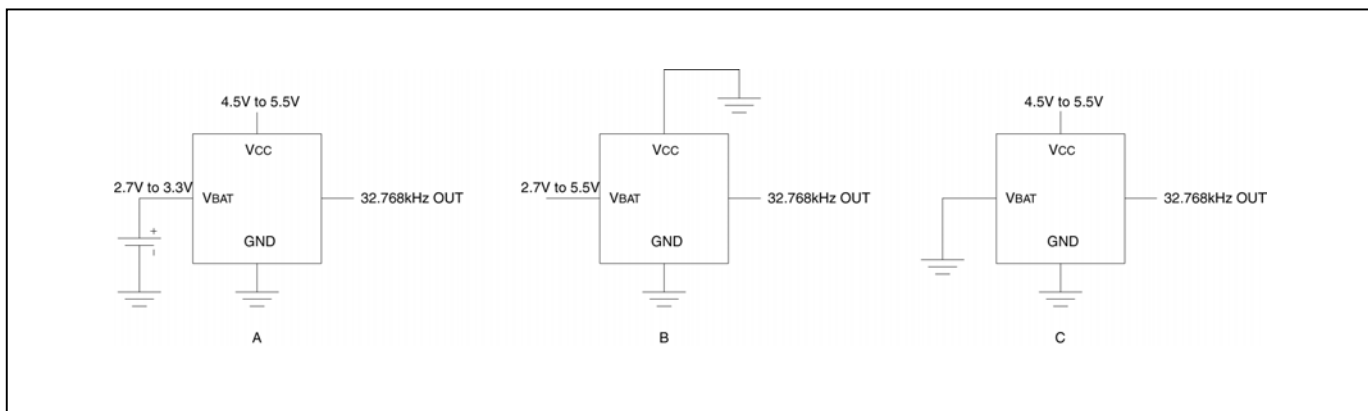 4.5V to 5.5V
VCC
2.7V to 3.3V
VBAT
32.768kHz OUT
+
–
GND
A
VCC
2.7V to 5.5V
VBAT
32.768kHz OUT
GND
B
4.5V to 5.5V
VCC
VBAT
32.768kHz OUT
GND
C